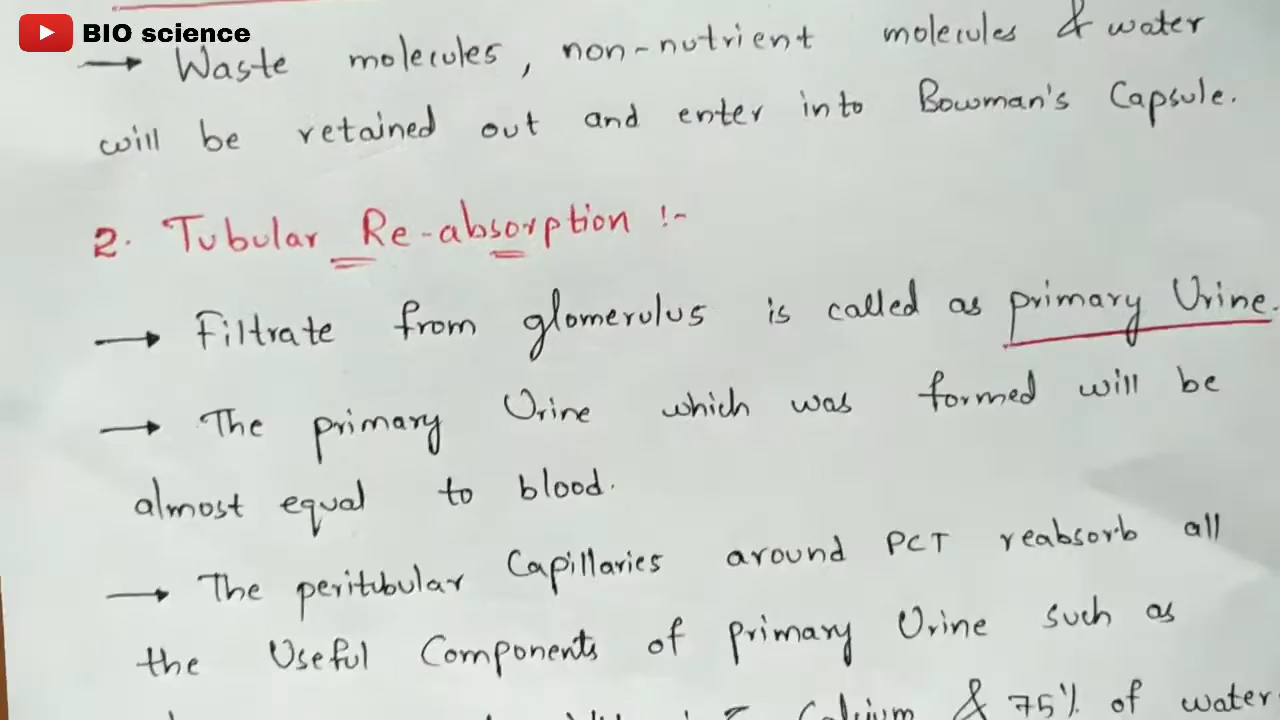 BIO science
→ Waste molecules, non-nutrient molecules & water
will be retained out and enter into Bowman's Capsule.
2. Tubular Re-absorption :-
→ Filtrate from glomerulus is called as primary Urine.
→ The primary Urine which was formed will be
almost equal to blood.
→ The peritubular Capillaries around PCT reabsorb all
the Useful Components of primary Urine such as
Calcium & 75% of water